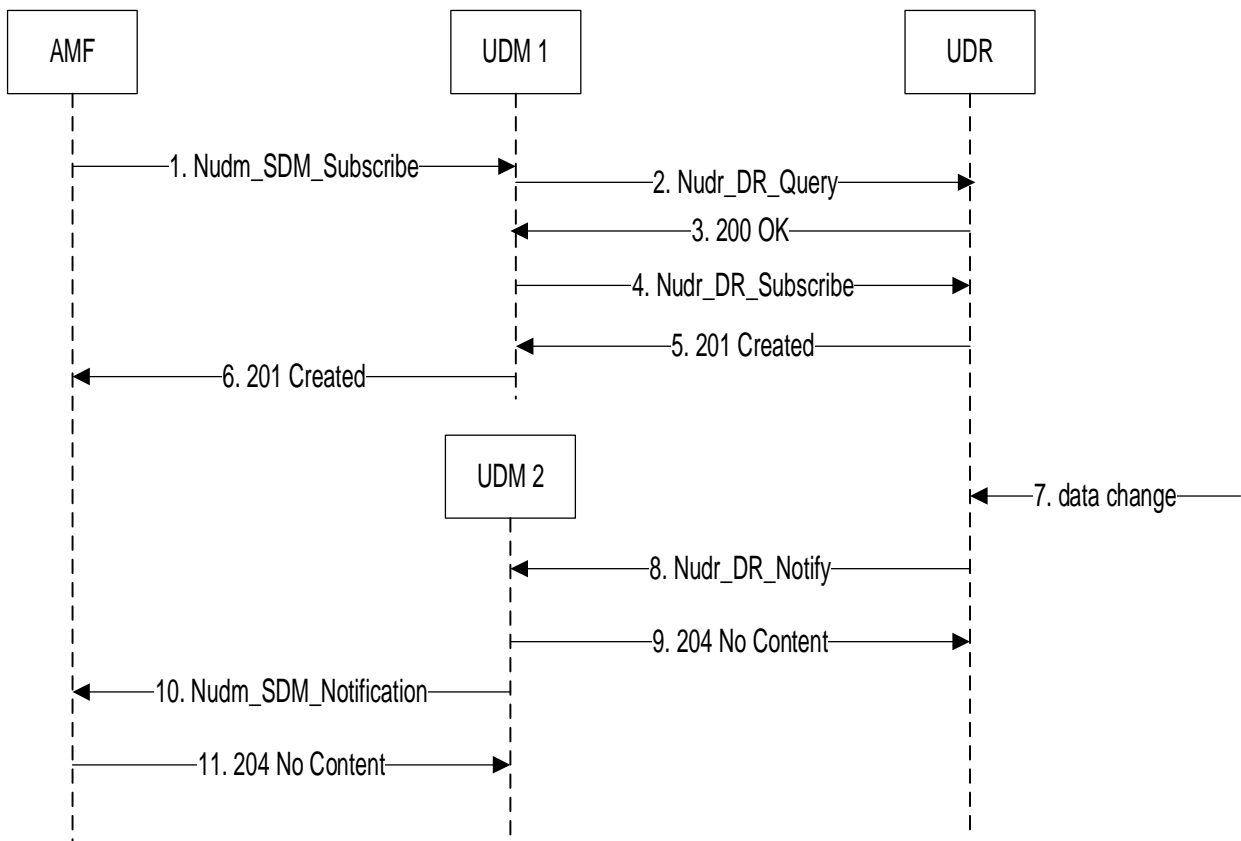 AMF
UDM 1
UDR
1. Nudm_SDM_Subscribe
2. Nudr_DR_Query
3. 200 OK
4. Nudr_DR_Subscribe
5. 201 Created
6. 201 Created
UDM 2
7. data change
8. Nudr_DR_Notify
9. 204 No Content
10. Nudm_SDM_Notification
11. 204 No Content